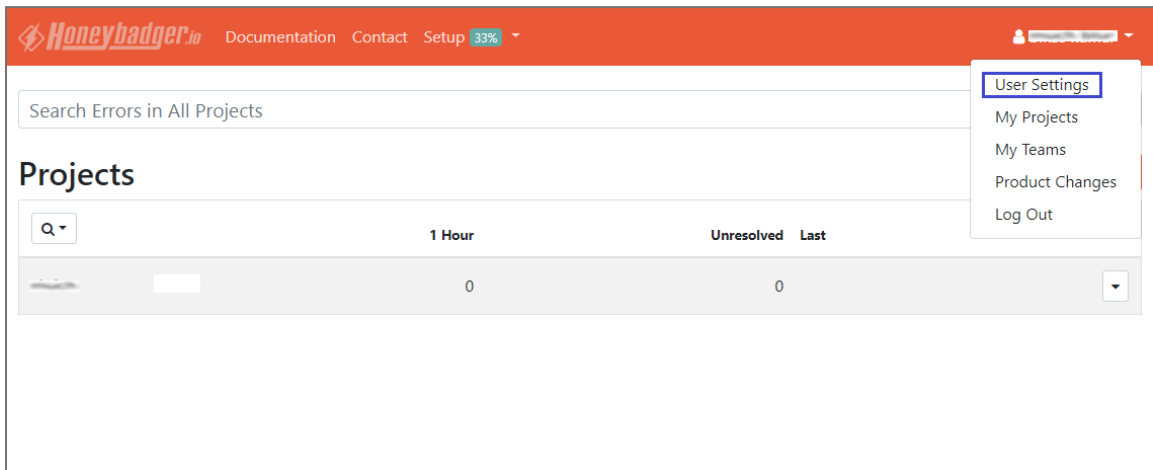 Honeybadger.io Documentation Contact Setup 33%
User Settings
My Projects
My Teams
Product Changes
Log Out
Search Errors in All Projects
Projects
1 Hour Unresolved Last
0 0